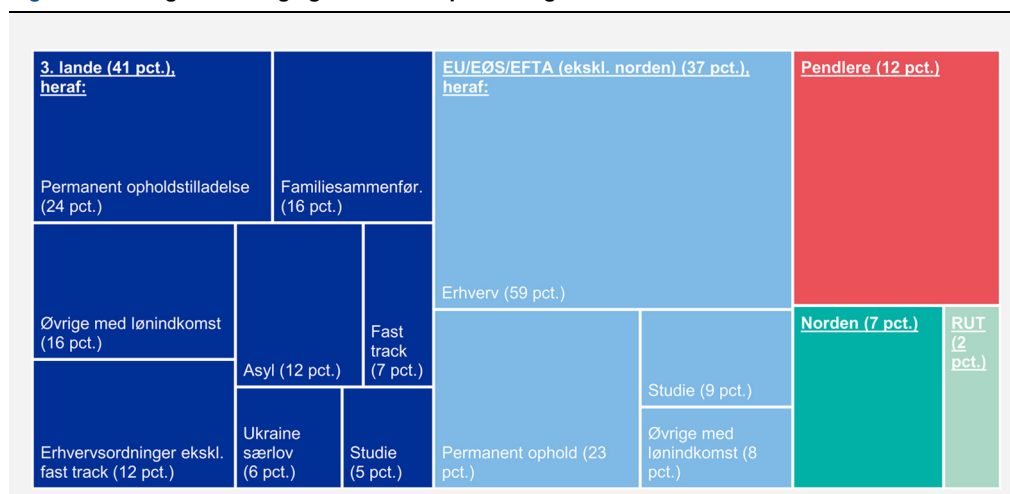 3. lande (41 pct.),
heraf:
Permanent opholdstilladelse
(24 pct.)
Familiesammenfør.
(16 pct.)
Øvrige med lønindkomst
(16 pct.)
Asyl (12 pct.)
Fast
track
(7 pct.)
Erhvervsordninger ekskl.
fast track (12 pct.)
Ukraine
særlov
(6 pct.)
Studie
(5 pct.)
EU/EØS/EFTA (ekskl. norden) (37 pct.),
heraf:
Erhverv (59 pct.)
Permanent ophold (23
pct.)
Studie (9 pct.)
Øvrige med
lønindkomst (8
pct.)
Pendlere (12 pct.)
Norden (7 pct.)
RUT
(2
pct.)